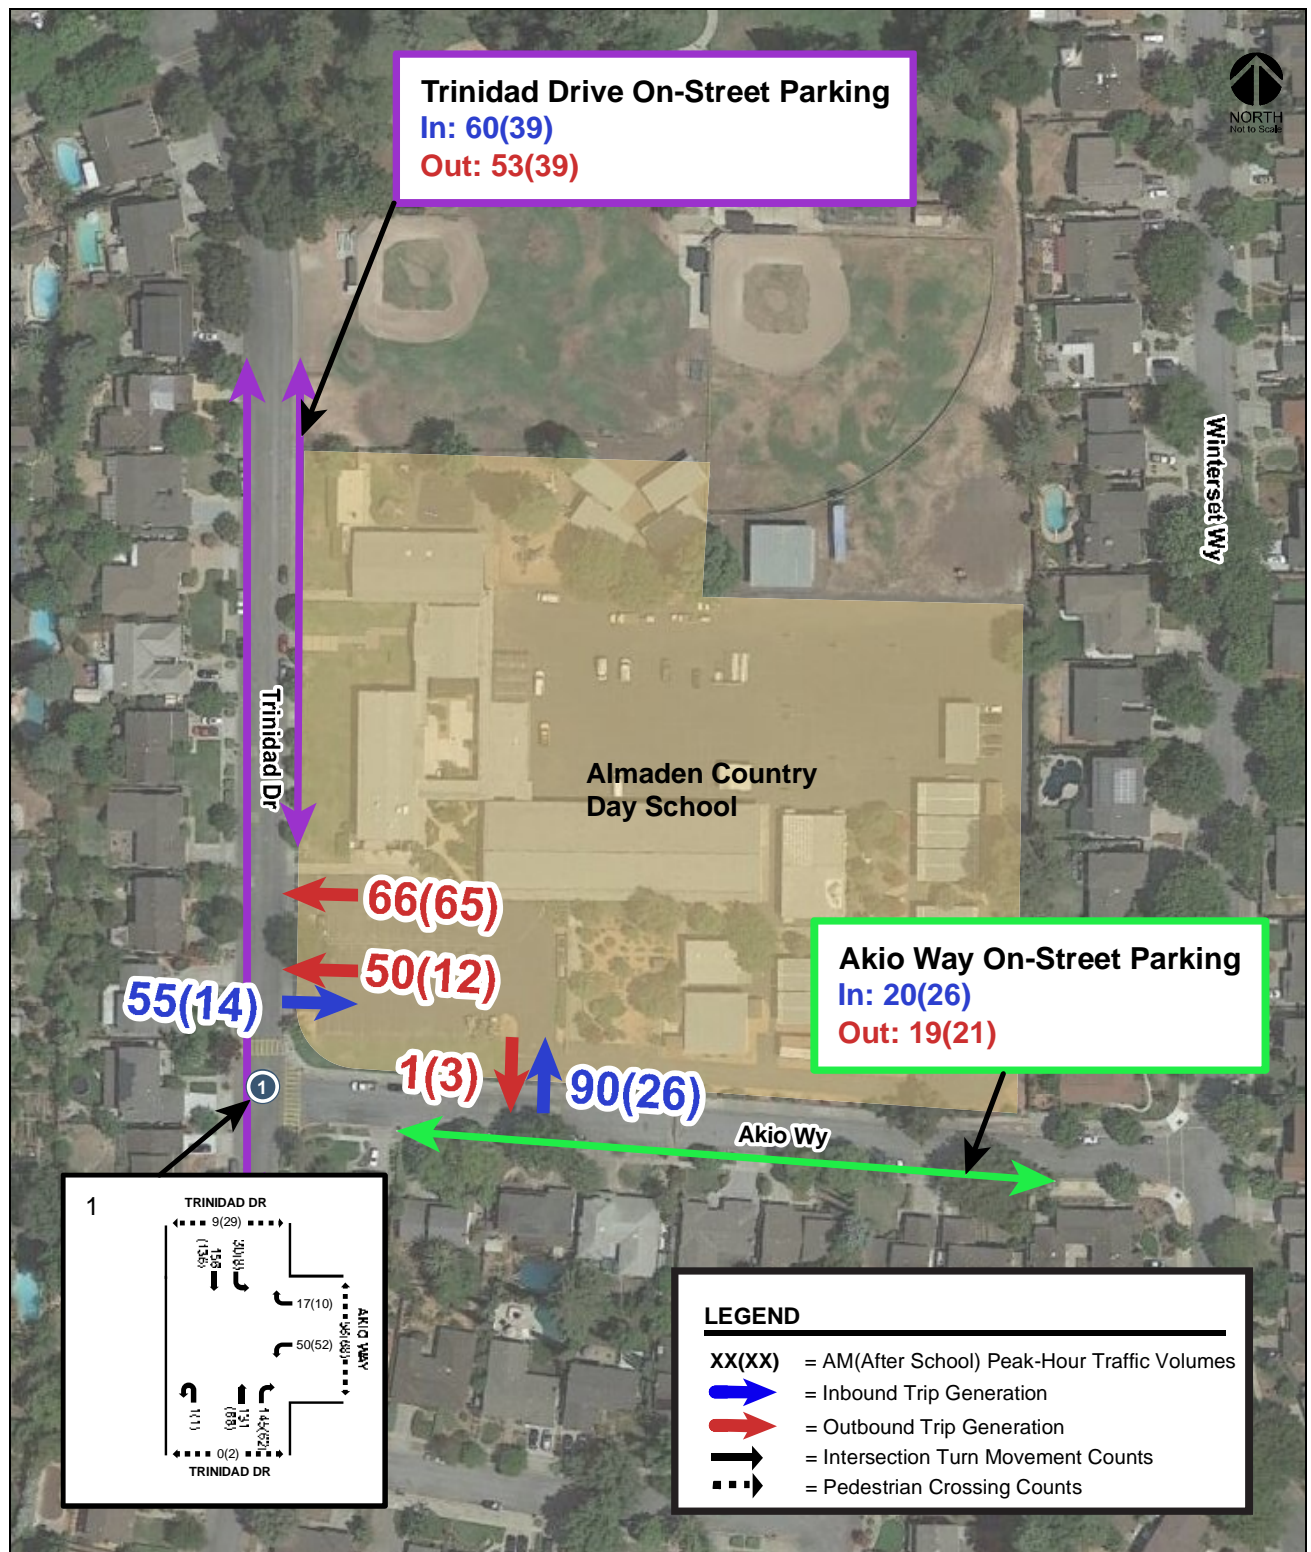 Trinidad Drive On-Street Parking
In: 60(39)
Out: 53(39)
NORTH
Not to Scale
Winterset Wy
Trinidad Dr
Almaden Country
Day School
66(65)
50(12)
55(14)
1(3)
90(26)
Akio Way On-Street Parking
In: 20(26)
Out: 19(21)
1
Akio Wy
1
TRINIDAD DR
9(29)
17(10)
50(52)
AKIO WAY
1(1)
0(2)
TRINIDAD DR
LEGEND
XX(XX) = AM(After School) Peak-Hour Traffic Volumes
= Inbound Trip Generation
= Outbound Trip Generation
= Intersection Turn Movement Counts
= Pedestrian Crossing Counts